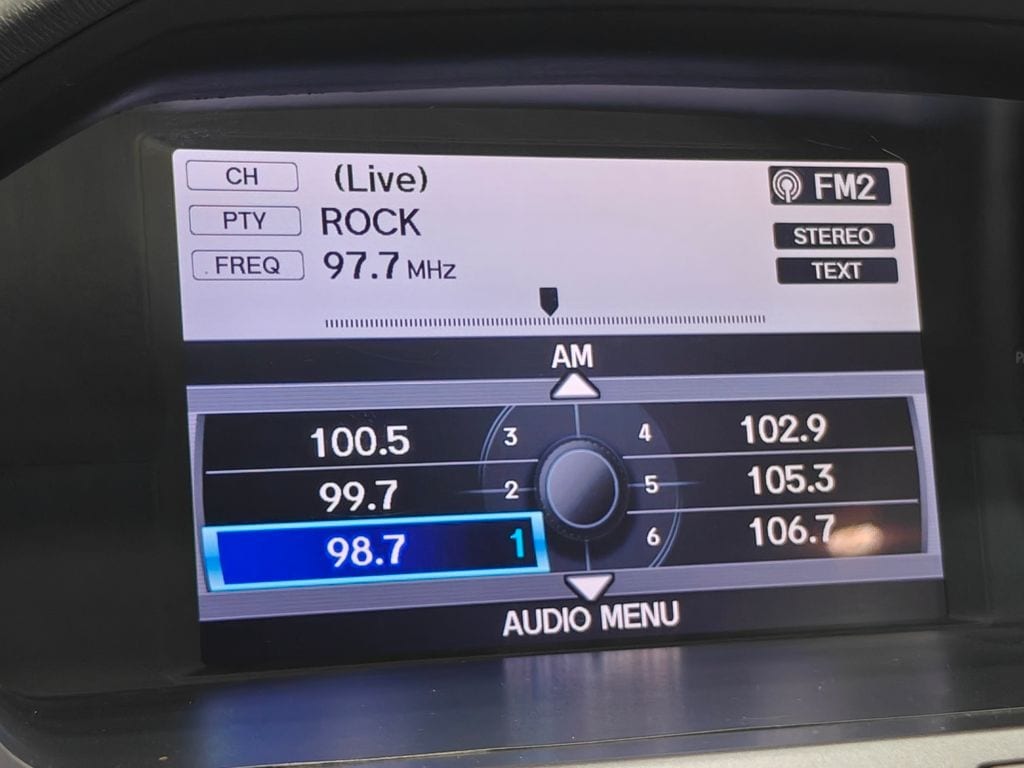 CH (Live) FM2
PTY ROCK STEREO
FREQ 97.7 MHz TEXT
AM
100.5 3 4 102.9
99.7 2 5 105.3
98.7 1 6 106.7
AUDIO MENU